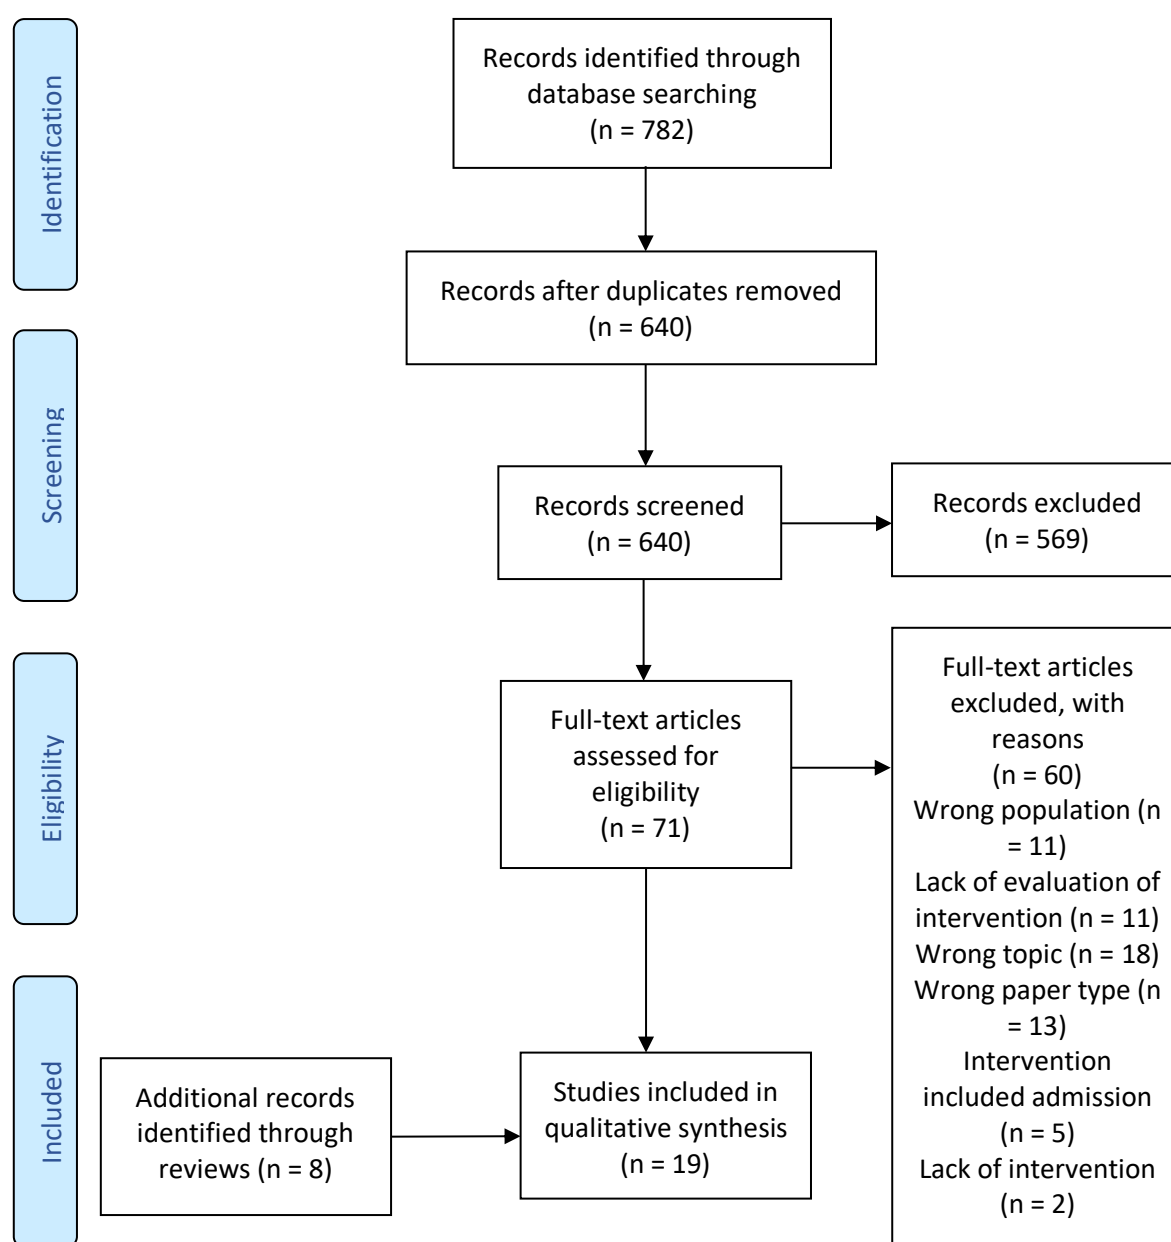 Identification
Records identified through
database searching
(n = 782)
Records after duplicates removed
(n = 640)
Screening
Records screened
(n = 640)
Records excluded
(n = 569)
Eligibility
Full-text articles
assessed for
eligibility
(n = 71)
Full-text articles
excluded, with
reasons
(n = 60)
Wrong population (n
= 11)
Lack of evaluation of
intervention (n = 11)
Wrong topic (n = 18)
Wrong paper type (n
= 13)
Intervention
included admission
(n = 5)
Lack of intervention
(n = 2)
Included
Additional records
identified through
reviews (n = 8)
Studies included in
qualitative synthesis
(n = 19)